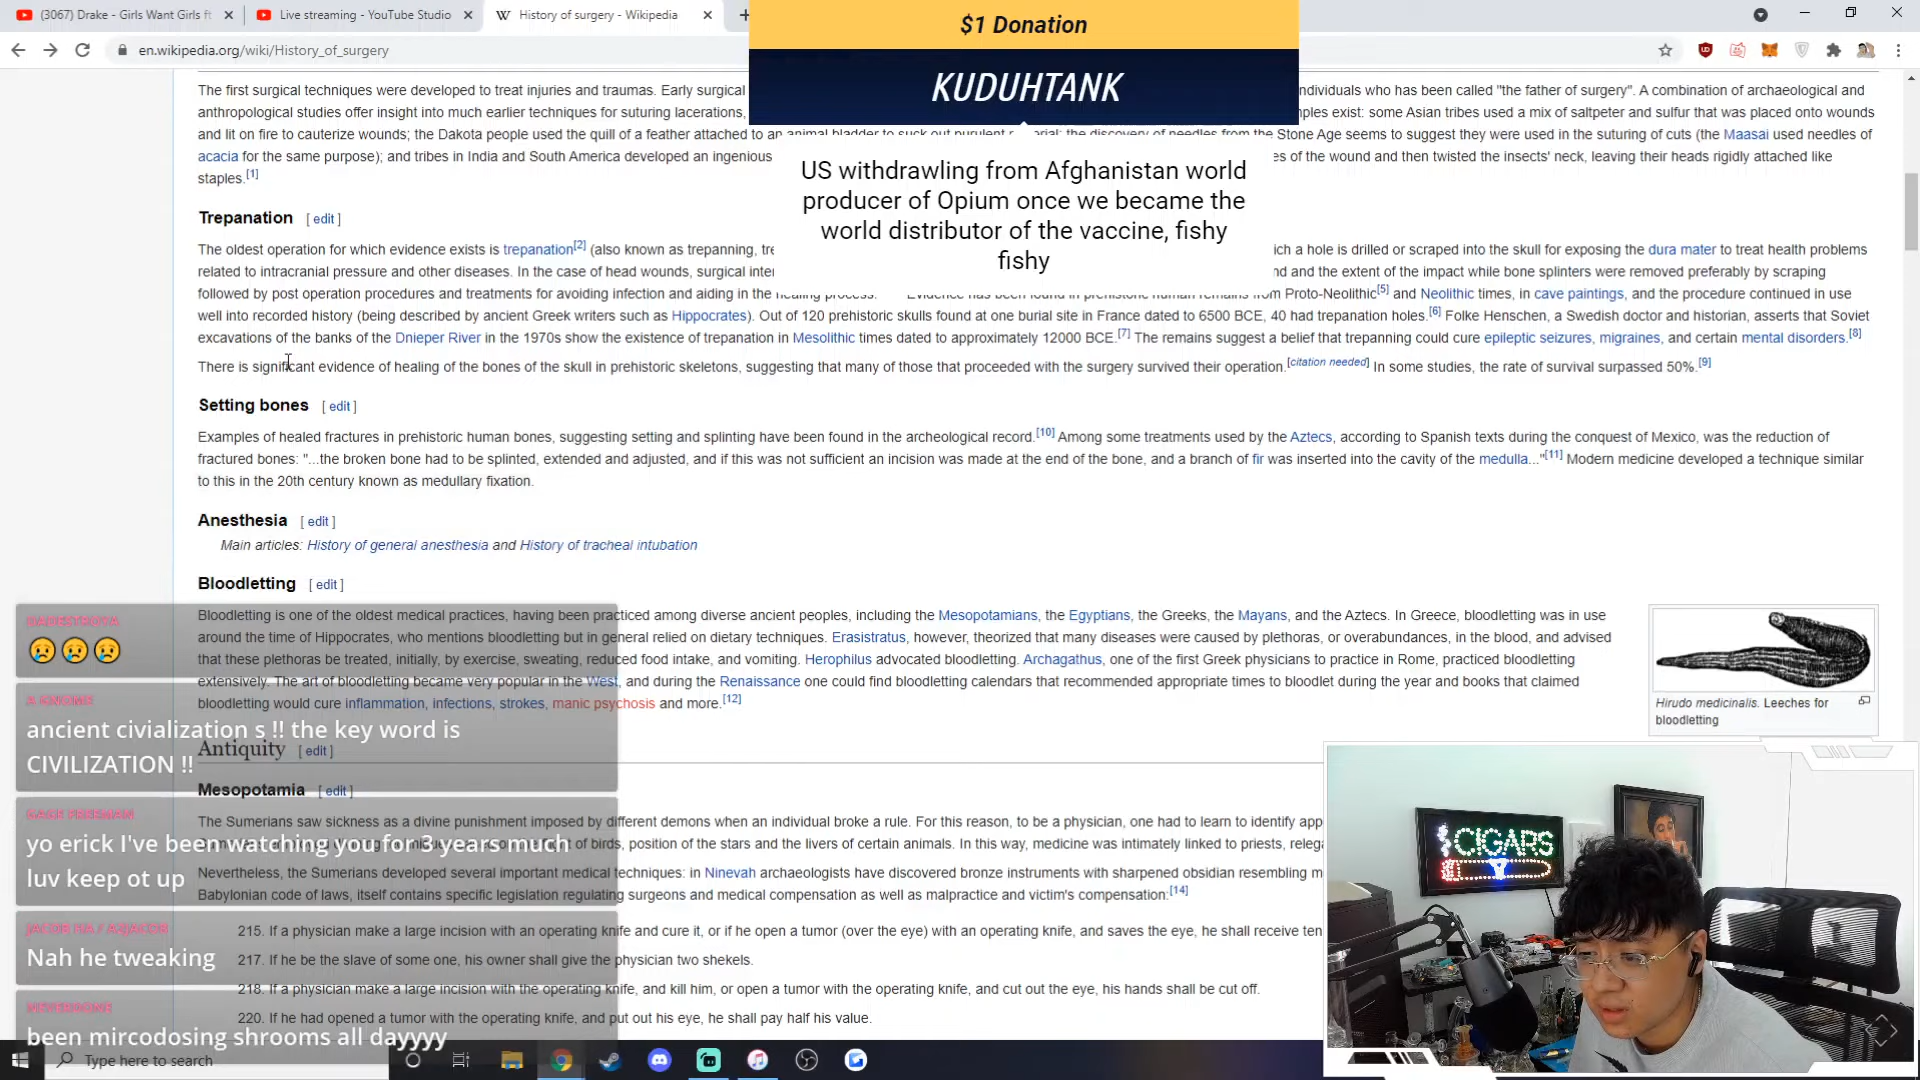 (3067) Drake - Girls Want Girls ft
Live streaming - YouTube Studio
History of surgery - Wikipedia
en.wikipedia.org/wiki/History_of_surgery
$1 Donation
KUDUHTANK
US withdrawling from Afghanistan world
producer of Opium once we became the
world distributor of the vaccine, fishy
fishy
The first surgical techniques were developed to treat injuries and traumas. Early surgical
individuals who has been called "the father of surgery". A combination of archaeological and
anthropological studies offer insight into much earlier techniques for suturing lacerations,
exist: some Asian tribes used a mix of saltpeter and sulfur that was placed onto wounds
and lit on fire to cauterize wounds; the Dakota people used the quill of a feather attached to an animal bladder to suck out purulent
the discovery of needles from the Stone Age seems to suggest they were used in the suturing of cuts (the Maasai used needles of
acacia for the same purpose); and tribes in India and South America developed an ingenious
of the wound and then twisted the insects' neck, leaving their heads rigidly attached like
staples.[1]
Trepanation [ edit ]
The oldest operation for which evidence exists is trepanation[2] (also known as trepanning,
a hole is drilled or scraped into the skull for exposing the dura mater to treat health problems
related to intracranial pressure and other diseases. In the case of head wounds, surgical
and the extent of the impact while bone splinters were removed preferably by scraping
followed by post operation procedures and treatments for avoiding infection and aiding in the healing process. Evidence has been found in prehistoric human remains from Proto-Neolithic[5] and Neolithic times, in cave paintings, and the procedure continued in use
well into recorded history (being described by ancient Greek writers such as Hippocrates). Out of 120 prehistoric skulls found at one burial site in France dated to 6500 BCE, 40 had trepanation holes.[6] Folke Henschen, a Swedish doctor and historian, asserts that Soviet
excavations of the banks of the Dnieper River in the 1970s show the existence of trepanation in Mesolithic times dated to approximately 12000 BCE.[7] The remains suggest a belief that trepanning could cure epileptic seizures, migraines, and certain mental disorders.[8]
There is significant evidence of healing of the bones of the skull in prehistoric skeletons, suggesting that many of those that proceeded with the surgery survived their operation.[citation needed] In some studies, the rate of survival surpassed 50%.[9]
Setting bones [ edit ]
Examples of healed fractures in prehistoric human bones, suggesting setting and splinting have been found in the archeological record.[10] Among some treatments used by the Aztecs, according to Spanish texts during the conquest of Mexico, was the reduction of
fractured bones: "...the broken bone had to be splinted, extended and adjusted, and if this was not sufficient an incision was made at the end of the bone, and a branch of fir was inserted into the cavity of the medulla..."[11] Modern medicine developed a technique similar
to this in the 20th century known as medullary fixation.
Anesthesia [ edit ]
Main articles: History of general anesthesia and History of tracheal intubation
Bloodletting [ edit ]
Bloodletting is one of the oldest medical practices, having been practiced among diverse ancient peoples, including the Mesopotamians, the Egyptians, the Greeks, the Mayans, and the Aztecs. In Greece, bloodletting was in use
around the time of Hippocrates, who mentions bloodletting but in general relied on dietary techniques. Erasistratus, however, theorized that many diseases were caused by plethoras, or overabundances, in the blood, and advised
that these plethoras be treated, initially, by exercise, sweating, reduced food intake, and vomiting. Herophilus advocated bloodletting. Archagathus, one of the first Greek physicians to practice in Rome, practiced bloodletting
extensively. The art of bloodletting became very popular in the West, and during the Renaissance one could find bloodletting calendars that recommended appropriate times to bloodlet during the year and books that claimed
bloodletting would cure inflammation, infections, strokes, manic psychosis and more.[12]
Hirudo medicinalis. Leeches for
bloodletting
Antiquity [ edit ]
Mesopotamia [ edit ]
The Sumerians saw sickness as a divine punishment imposed by different demons when an individual broke a rule. For this reason, to be a physician, one had to learn to identify
of birds, position of the stars and the livers of certain animals. In this way, medicine was intimately linked to priests,
Nevertheless, the Sumerians developed several important medical techniques: in Ninevah archaeologists have discovered bronze instruments with sharpened obsidian resembling
Babylonian code of laws, itself contains specific legislation regulating surgeons and medical compensation as well as malpractice and victim's compensation:[14]
215. If a physician make a large incision with an operating knife and cure it, or if he open a tumor (over the eye) with an operating knife, and saves the eye, he shall receive ten
217. If he be the slave of some one, his owner shall give the physician two shekels.
218. If a physician make a large incision with the operating knife, and kill him, or open a tumor with the operating knife, and cut out the eye, his hands shall be cut off.
220. If he had opened a tumor with the operating knife, and put out his eye, he shall pay half his value.
A GNOME
ancient civialization s !! the key word is
CIVILIZATION !!
GAGE FREEMAN
yo erick I've been watching you for 3 years much
luv keep ot up
Nah he tweaking
been mircodosing shrooms all dayyyy
CIGARS
Type here to search